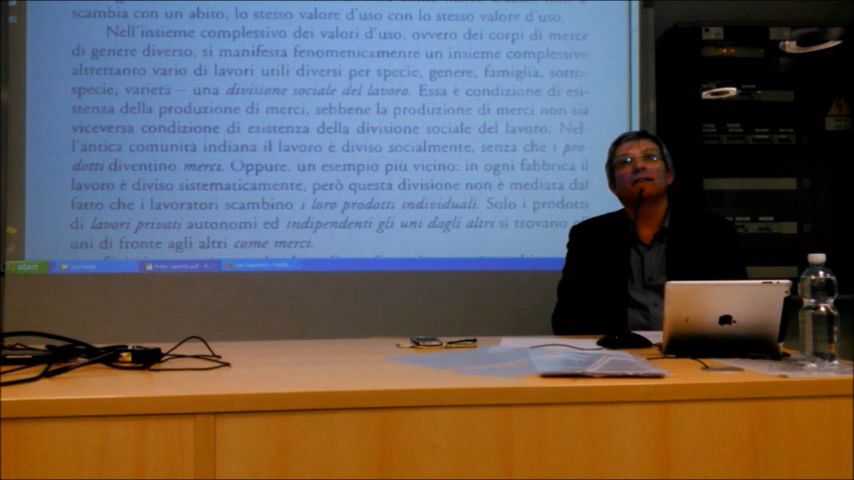 scambia con un abito, lo stesso valore d'uso con lo stesso valore d'uso.
Nell'insieme complessivo dei valori d'uso, ovvero dei corpi di merce
di genere diverso, si manifesta fenomenicamente un insieme complessivo
altrettanto vario di lavori utili diversi per specie, genere, famiglia, sotto-
specie, varietà – una divisione sociale del lavoro. Essa è condizione di esi-
stenza della produzione di merci, sebbene la produzione di merci non sia
viceversa condizione di esistenza della divisione sociale del lavoro. Nel-
l'antica comunità indiana il lavoro è diviso socialmente, senza che i pro-
dotti diventino merci. Oppure, un esempio più vicino: in ogni fabbrica il
lavoro è diviso sistematicamente, però questa divisione non è mediata dal
fatto che i lavoratori scambino i loro prodotti individuali. Solo i prodotti
di lavori privati autonomi ed indipendenti gli uni dagli altri si trovano
uni di fronte agli altri come merci.
start